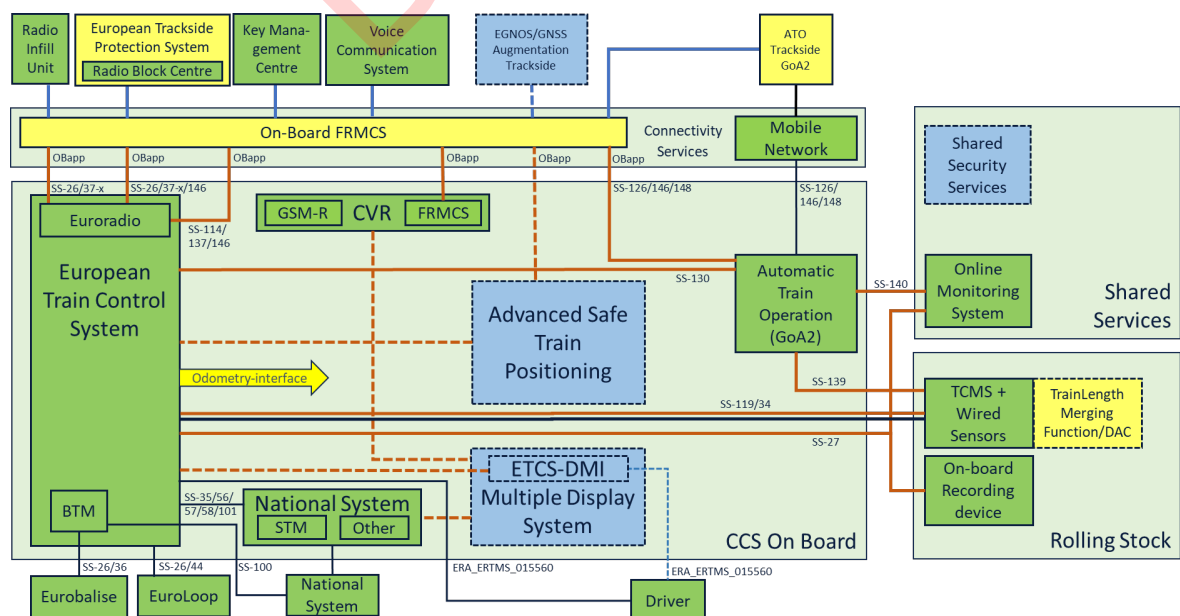 Radio
Infill
Unit
European Trackside
Protection System
Radio Block Centre
Key Mana-
gement
Centre
Voice
Communication
System
EGNOS/GNSS
Augmentation
Trackside
ATO
Trackside
GoA2
On-Board FRMCS
Connectivity
Services
Mobile
Network
OBapp
OBapp
OBapp
OBapp
OBapp
OBapp
SS-26/37-x
SS-26/37-x/146
SS-126/146/148
SS-126/
146/148
Shared
Security
Services
Euroradio
SS-114/
137/146
GSM-R
CVR
FRMCS
European
Train Control
System
SS-130
Automatic
Train
Operation
(GoA2)
SS-140
Online
Monitoring
System
Shared
Services
Advanced Safe
Train
Positioning
Odometry-interface
SS-139
SS-119/34
SS-27
TCMS +
Wired
Sensors
TrainLength
Merging
Function/DAC
On-board
Recording
device
Rolling Stock
ETCS-DMI
Multiple Display
System
BTM
SS-35/56/
57/58/101
National System
STM
Other
CCS On Board
SS-26/36
SS-26/44
SS-100
ERA_ERTMS_015560
ERA_ERTMS_015560
Eurobalise
EuroLoop
National
System
Driver